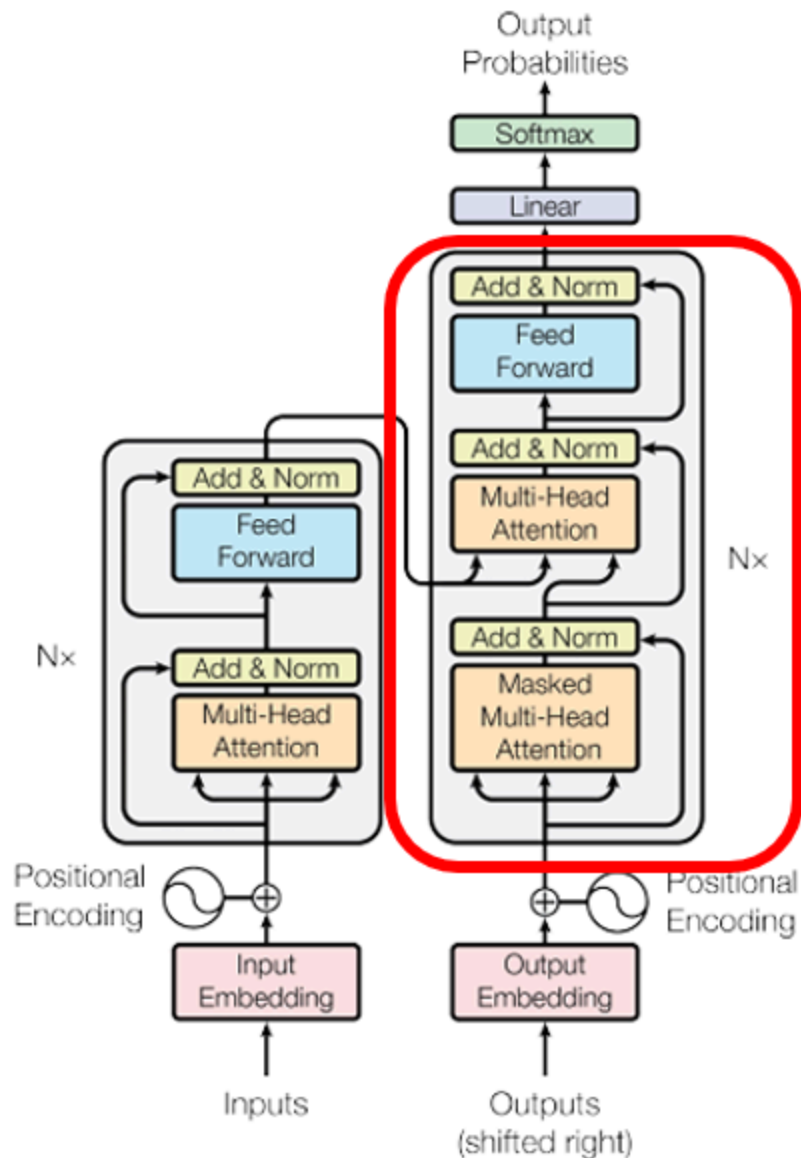 Output
Probabilities
Softmax
Linear
Add & Norm
Feed
Forward
Add & Norm
Multi-Head
Attention
Nx
Add & Norm
Masked
Multi-Head
Attention
Add & Norm
Feed
Forward
Nx
Add & Norm
Multi-Head
Attention
Positional
Encoding
Positional
Encoding
Input
Embedding
Output
Embedding
Inputs
Outputs
(shifted right)